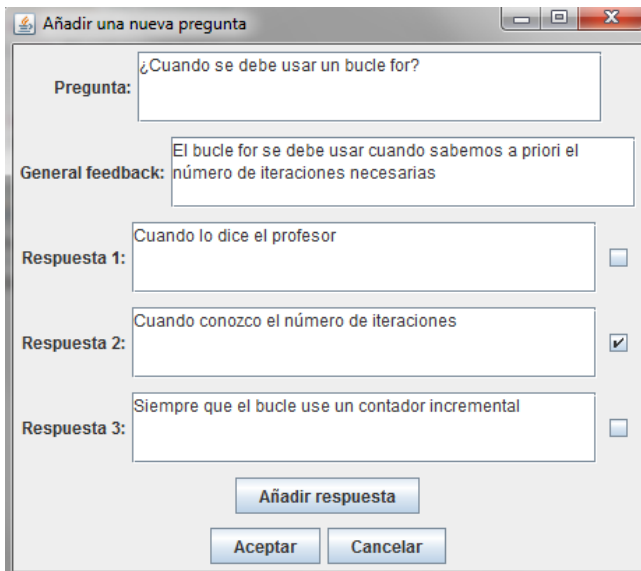 Añadir una nueva pregunta
Pregunta:
¿Cuando se debe usar un bucle for?
General feedback:
El bucle for se debe usar cuando sabemos a priori el
número de iteraciones necesarias
Respuesta 1:
Cuando lo dice el profesor
Respuesta 2:
Cuando conozco el número de iteraciones
Respuesta 3:
Siempre que el bucle use un contador incremental
Añadir respuesta
Aceptar
Cancelar